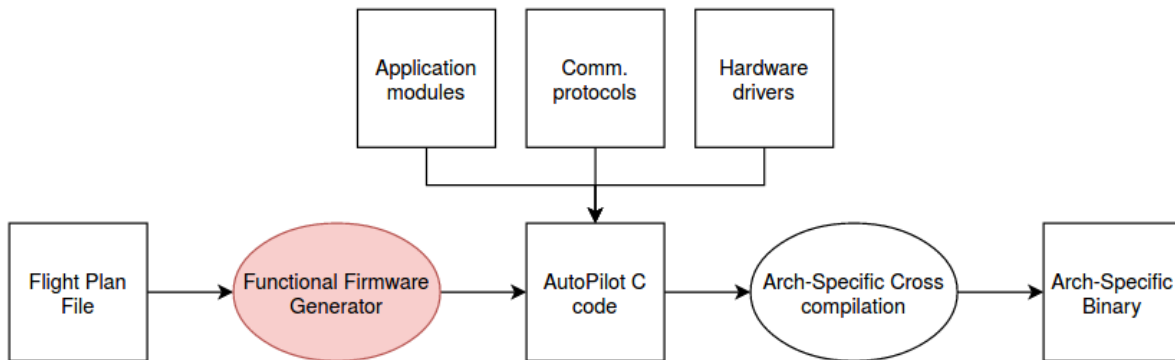 Application
modules
Comm.
protocols
Hardware
drivers
Flight Plan
File
Functional Firmware
Generator
AutoPilot C
code
Arch-Specific Cross
compilation
Arch-Specific
Binary